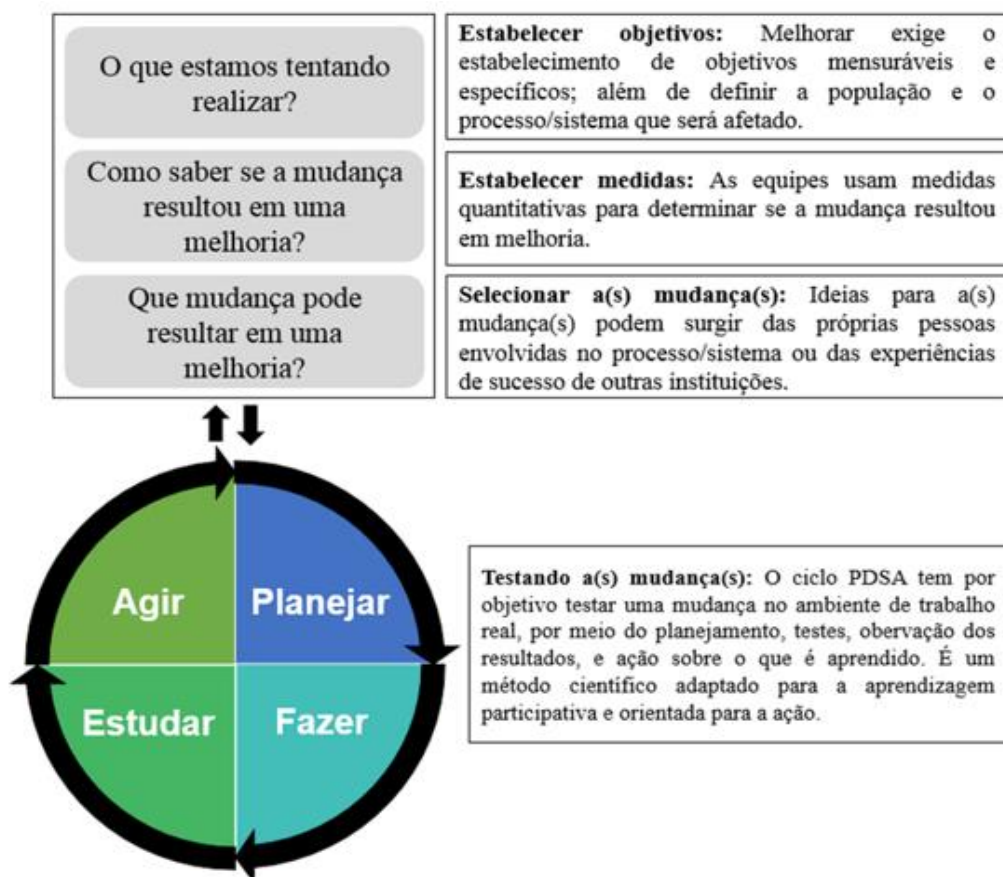 O que estamos tentando
realizar?
Estabelecer objetivos: Melhorar exige o
estabelecimento de objetivos mensuráveis e
específicos; além de definir a população e o
processo/sistema que será afetado.
Como saber se a mudança
resultou em uma
melhoria?
Estabelecer medidas: As equipes usam medidas
quantitativas para determinar se a mudança resultou
em melhoria.
Que mudança pode
resultar em uma
melhoria?
Selecionar a(s) mudança(s): Ideias para a(s)
mudança(s) podem surgir das próprias pessoas
envolvidas no processo/sistema ou das experiências
de sucesso de outras instituições.
Agir
Planejar
Estudar
Fazer
Testando a(s) mudança(s): O ciclo PDSA tem por
objetivo testar uma mudança no ambiente de trabalho
real, por meio do planejamento, testes, obervação dos
resultados, e ação sobre o que é aprendido. É um
método científico adaptado para a aprendizagem
participativa e orientada para a ação.